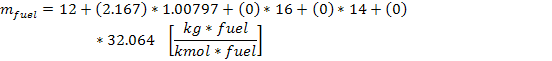 m_fuel = 12 + (2.167) * 1.00797 + (0) * 16 + (0) * 14 + (0)
* 32.064 [kg * fuel / kmol * fuel]